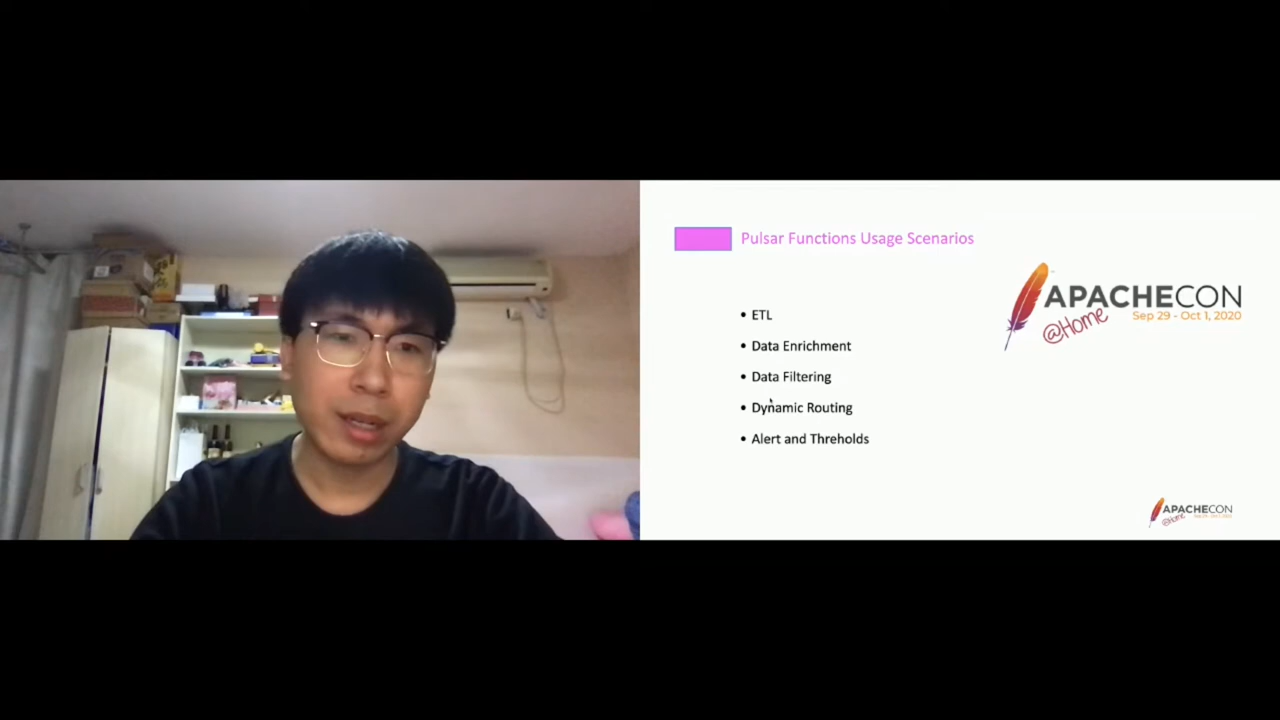 Pulsar Functions Usage Scenarios
APACHECON
@Home
Sep 29 - Oct 1, 2020
• ETL
• Data Enrichment
• Data Filtering
• Dynamic Routing
• Alert and Threholds
APACHECON
@Home